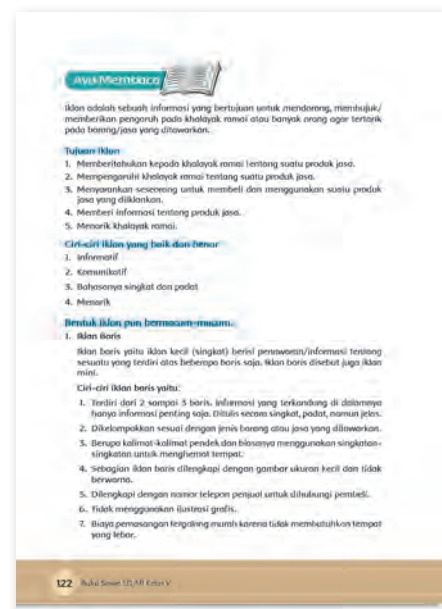 Ayo Membaca
Iklan adalah sebuah informasi yang bertujuan untuk mendorong, membujuk/
memberikan pengaruh pada khalayak ramai atau banyak orang agar tertarik
pada barang/jasa yang ditawarkan.
Tujuan Iklan
1. Memberitahukan kepada khalayak ramai tentang suatu produk jasa.
2. Mempengaruhi khalayak ramai tentang suatu produk jasa.
3. Menyarankan seseorang untuk membeli dan menggunakan suatu produk
jasa yang diiklankan.
4. Memberi informasi tentang produk jasa.
5. Menarik khalayak ramai.
Ciri-ciri Iklan yang baik dan benar
1. Informatif
2. Komunikatif
3. Bahasanya singkat dan padat
4. Menarik
Bentuk iklan pun bermacam-macam.
1. Iklan Baris
Iklan baris yaitu iklan kecil (singkat) berisi penawaran/informasi tentang
sesuatu yang terdiri atas beberapa baris saja. Iklan baris disebut juga iklan
mini.
Ciri-ciri iklan baris yaitu:
1. Terdiri dari 2 sampai 3 baris. Informasi yang terkandung di dalamnya
hanya informasi penting saja. Ditulis secara singkat, padat, namun jelas.
2. Dikelompokkan sesuai dengan jenis barang atau jasa yang ditawarkan.
3. Berupa kalimat-kalimat pendek dan biasanya menggunakan singkatan-
singkatan untuk menghemat tempat.
4. Sebagian iklan baris dilengkapi dengan gambar ukuran kecil dan tidak
berwarna.
5. Dilengkapi dengan nomor telepon penjual untuk dihubungi pembeli.
6. Tidak menggunakan ilustrasi grafis.
7. Biaya pemasangan tergolong murah karena tidak membutuhkan tempat
yang lebar.
122 Buku Siswa SD/MI Kelas V